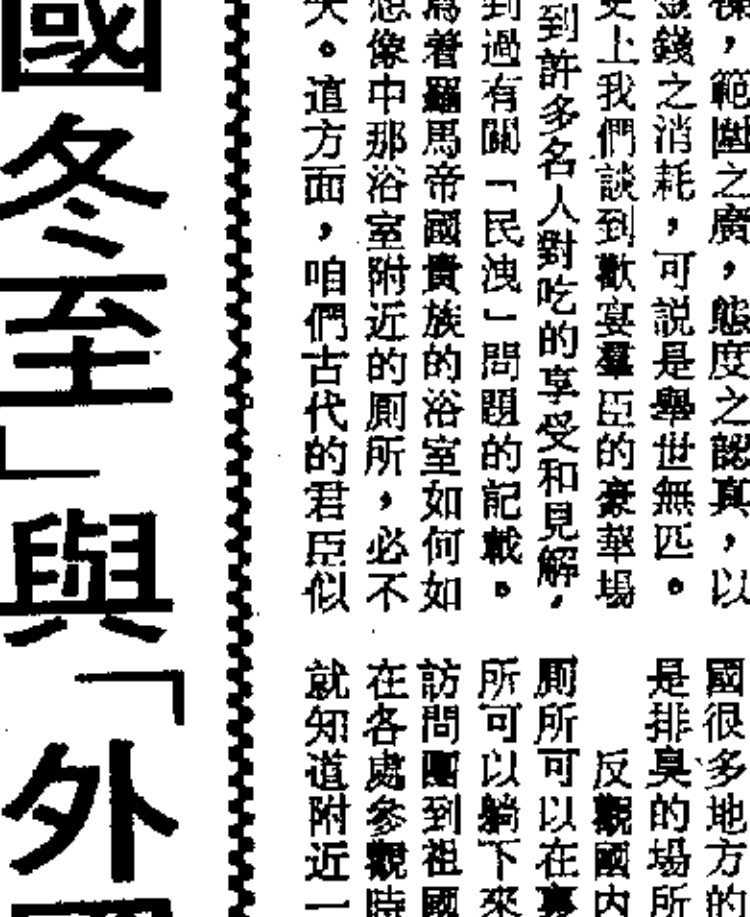 ，範圍之廣，態度之認真，以
金錢之消耗，可説是舉世無匹。
史上我們談到歡宴羣臣的豪華場
到許多名人對吃的享受和見解，
到過有關「民洩」問題的記載。
爲着羅馬帝國貴族的浴室如何如
想像中那浴室附近的厠所，必不
。這方面，咱們古代的君臣似
國很多地方的
是排臭的場所
反觀國内
厠所可以在
所可以躺下來
訪問團到祖國
在各處參觀時
就知道附近一
國冬至」與「外國